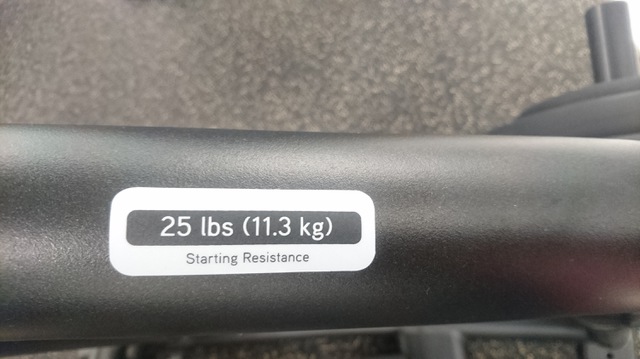 25 lbs (11.3 kg)
Starting Resistance